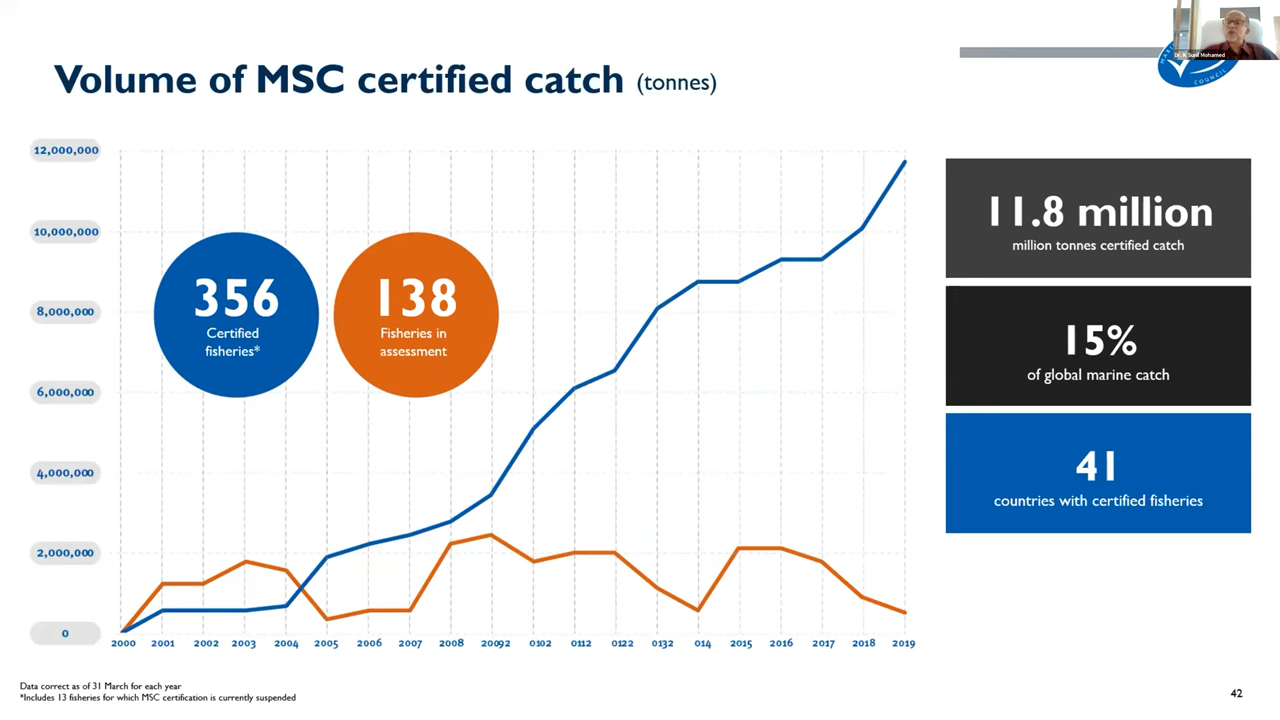 Volume of MSC certified catch (tonnes)
Dr. K Sunil Mohamed
COUNCIL
12,000,000
10,000,000
8,000,000
6,000,000
4,000,000
2,000,000
0
356
Certified
fisheries*
138
Fisheries in
assessment
2000 2001 2002 2003 2004 2005 2006 2007 2008 20092 0102 0112 0122 0132 014 2015 2016 2017 2018 2019
11.8 million
million tonnes certified catch
15%
of global marine catch
41
countries with certified fisheries
Data correct as of 31 March for each year
*Includes 13 fisheries for which MSC certification is currently suspended
42